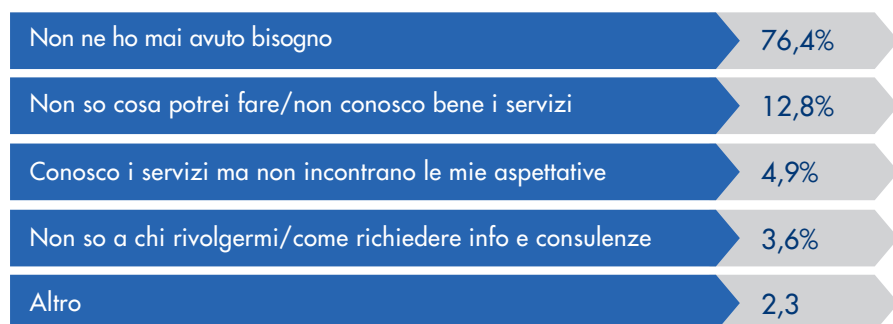 Non ne ho mai avuto bisogno 76,4%
Non so cosa potrei fare/non conosco bene i servizi 12,8%
Conosco i servizi ma non incontrano le mie aspettative 4,9%
Non so a chi rivolgermi/come richiedere info e consulenze 3,6%
Altro 2,3